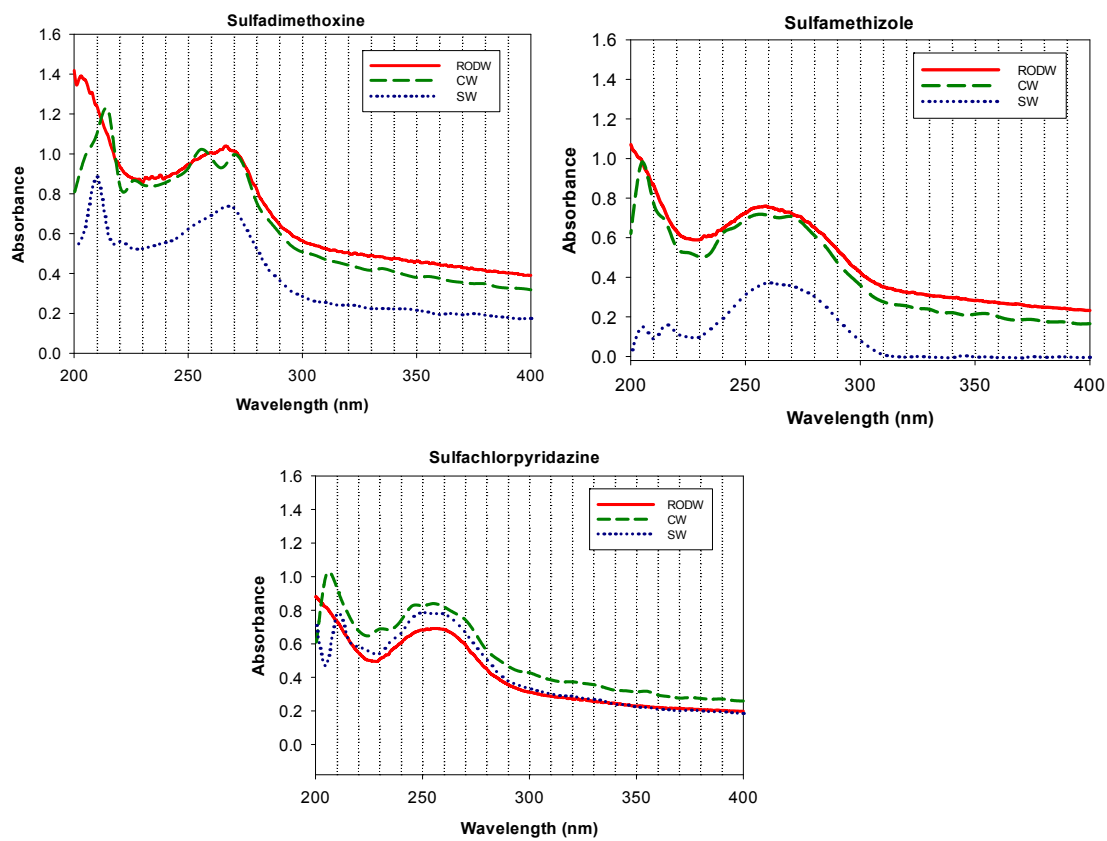 Sulfadimethoxine
1.6
1.4
1.2
1.0
0.8
0.6
0.4
0.2
0.0
Absorbance
RODW
CW
SW
200 250 300 350 400
Wavelength (nm)
Sulfamethizole
1.6
1.4
1.2
1.0
0.8
0.6
0.4
0.2
0.0
Absorbance
RODW
CW
SW
200 250 300 350 400
Wavelength (nm)
Sulfachlorpyridazine
1.6
1.4
1.2
1.0
0.8
0.6
0.4
0.2
0.0
Absorbance
RODW
CW
SW
200 250 300 350 400
Wavelength (nm)